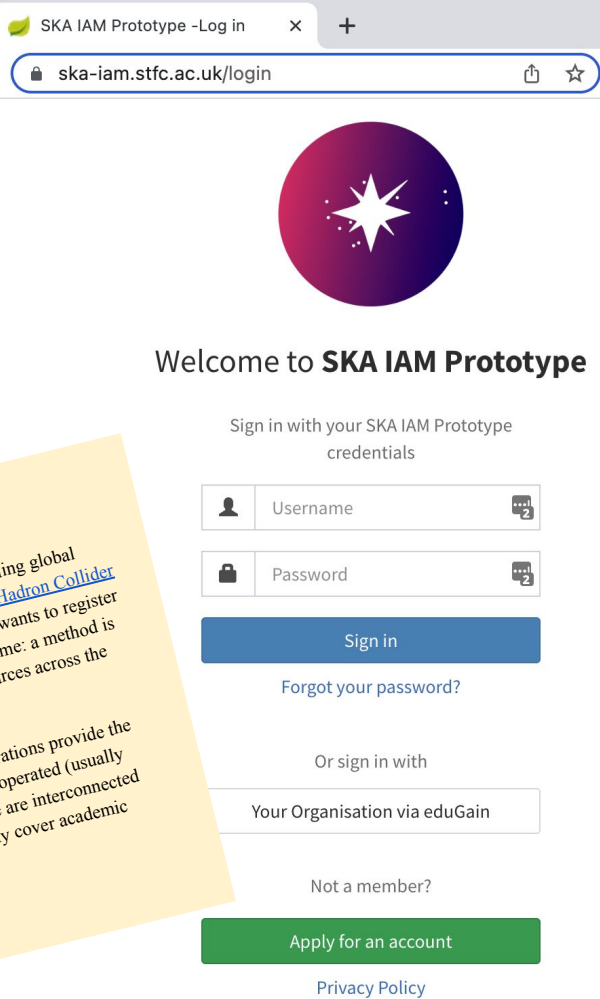 SKA IAM Prototype -Log in
ska-iam.stfc.ac.uk/login
Welcome to SKA IAM Prototype
Sign in with your SKA IAM Prototype
credentials
Username
2
Password
2
Sign in
Forgot your password?
Or sign in with
Your Organisation via eduGain
Not a member?
Apply for an account
Privacy Policy
global
Hadron Collider
wants to register
me: a method is
across the
provide the
operated (usually
are interconnected
cover academic